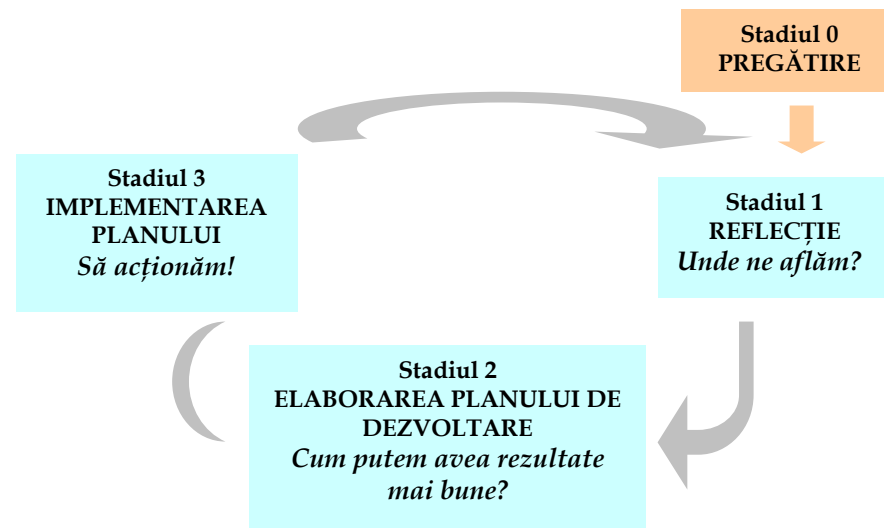 Stadiul 0
PREGĂTIRE
Stadiul 1
REFLECȚIE
Unde ne aflăm?
Stadiul 2
ELABORAREA PLANULUI DE
DEZVOLTARE
Cum putem avea rezultate
mai bune?
Stadiul 3
IMPLEMENTAREA
PLANULUI
Să acționăm!